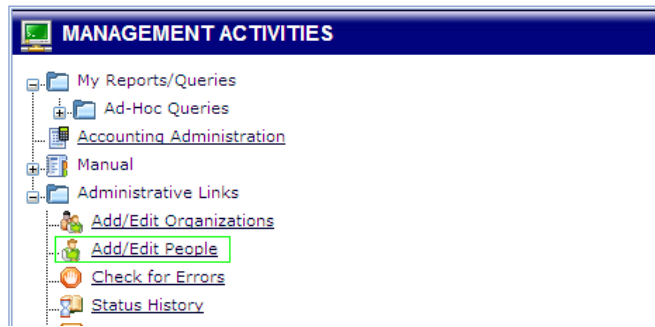 MANAGEMENT ACTIVITIES
My Reports/Queries
Ad-Hoc Queries
Accounting Administration
Manual
Administrative Links
Add/Edit Organizations
Add/Edit People
Check for Errors
Status History